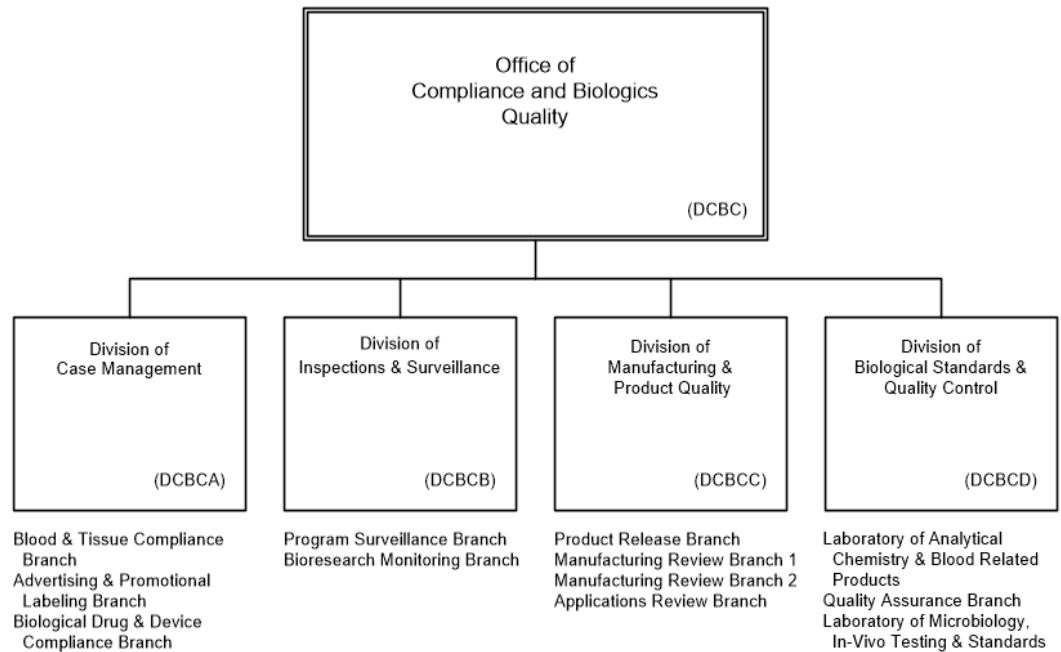 Office of
Compliance and Biologics
Quality
(DCBC)
Division of
Case Management
(DCBCA)
Blood & Tissue Compliance
Branch
Advertising & Promotional
Labeling Branch
Biological Drug & Device
Compliance Branch
Division of
Inspections & Surveillance
(DCBCB)
Program Surveillance Branch
Bioresearch Monitoring Branch
Division of
Manufacturing &
Product Quality
(DCBCC)
Product Release Branch
Manufacturing Review Branch 1
Manufacturing Review Branch 2
Applications Review Branch
Division of
Biological Standards &
Quality Control
(DCBCD)
Laboratory of Analytical
Chemistry & Blood Related
Products
Quality Assurance Branch
Laboratory of Microbiology,
In-Vivo Testing & Standards